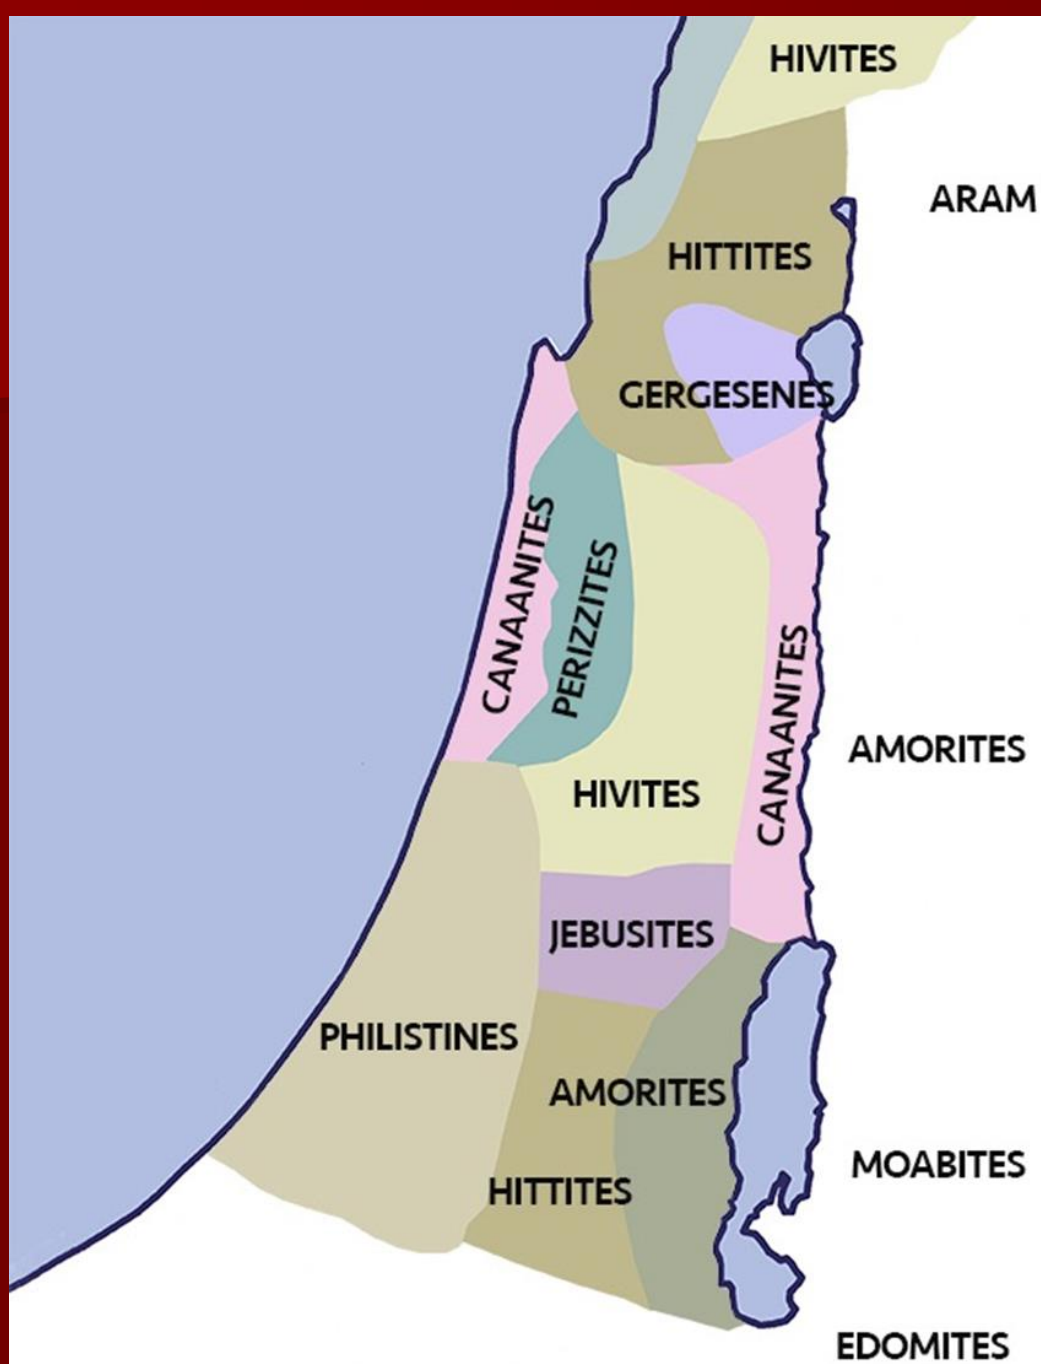 HIVITES
ARAM
HITTITES
GERGESENES
CANAANITES
PERIZZITES
CANAANITES
AMORITES
HIVITES
JEBUSITES
PHILISTINES
AMORITES
MOABITES
HITTITES
EDOMITES